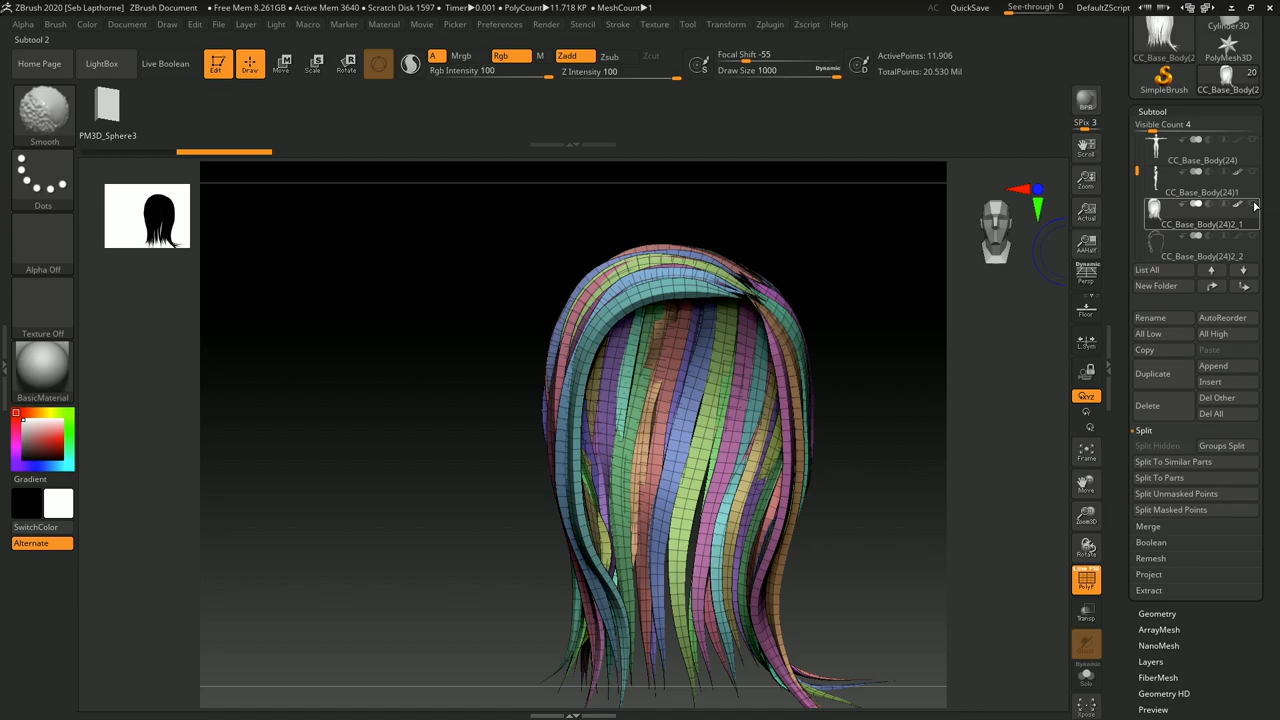 ZBrush 2020 [Seb Lapthorne] ZBrush Document • Free Mem 8.261GB • Active Mem 3640 • Scratch Disk 1597 • Timer▶0.001 • PolyCount▶11.718 KP • MeshCount▶1
AC QuickSave See-through 0 Menus DefaultZScript
Alpha Brush Color Document Draw Edit File Layer Light Macro Marker Material Movie Picker Preferences Render Stencil Stroke Texture Tool Transform Zplugin Zscript Help
Subtool 2
Home Page
LightBox
Live Boolean
Edit
Draw
Move
Scale
Rotate
A Mrgb Rgb M Zadd Zsub Zcut
Rgb Intensity 100
Z Intensity 100
Focal Shift -55
Draw Size 1000 Dynamic
S
D
ActivePoints: 11,906
TotalPoints: 20.530 Mil
Smooth
PM3D_Sphere3
Dots
Alpha Off
Texture Off
BasicMaterial
Gradient
SwitchColor
Alternate
BPR
SPix 3
Scroll
Zoom
Actual
AAHalf
Dynamic
Persp
Floor
L.Sym
XYZ
Frame
Move
Zoom3D
Rotate
Line Fill
PolyF
Transp
Ghost
Dynamic
Solo
Xpose
Cylinder3D
CC_Base_Body(2
PolyMesh3D
20
SimpleBrush
CC_Base_Body(2
Subtool
Visible Count 4
CC_Base_Body(24)
CC_Base_Body(24)1
CC_Base_Body(24)2_1
CC_Base_Body(24)2_2
List All
New Folder
Rename AutoReorder
All Low All High
Copy Paste
Duplicate Append
Insert
Delete Del Other
Del All
Split
Split Hidden Groups Split
Split To Similar Parts
Split To Parts
Split Unmasked Points
Split Masked Points
Merge
Boolean
Remesh
Project
Extract
Geometry
ArrayMesh
NanoMesh
Layers
FiberMesh
Geometry HD
Preview